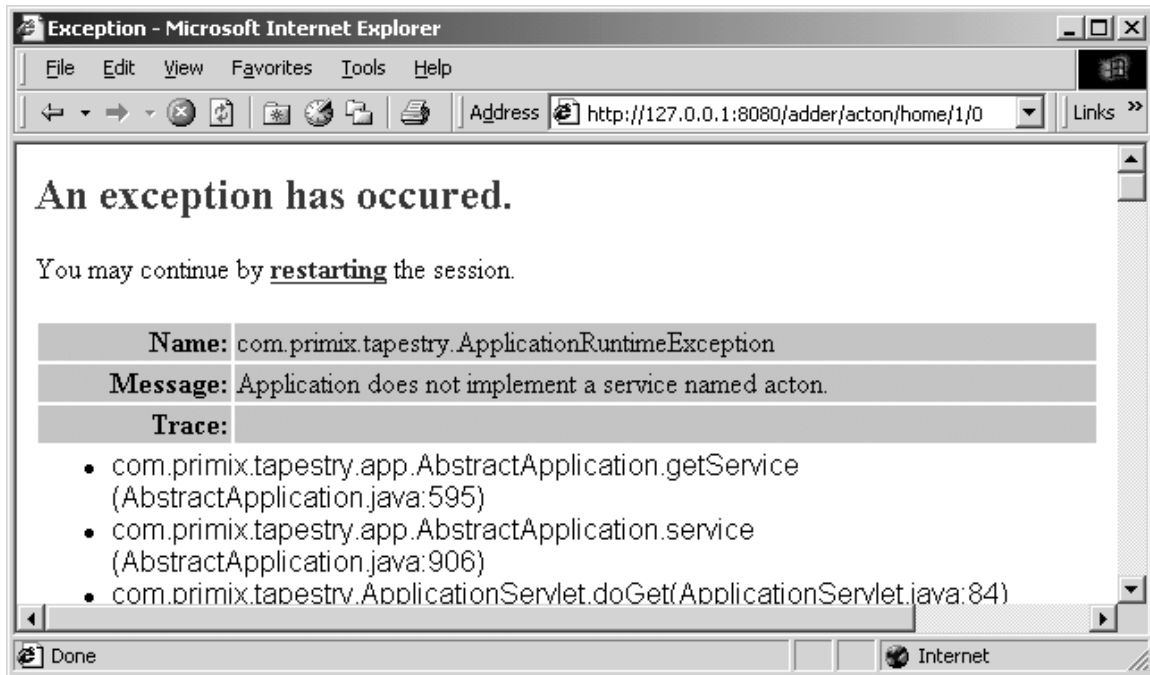 Exception - Microsoft Internet Explorer
File Edit View Favorites Tools Help
Address http://127.0.0.1:8080/adder/acton/home/1/0 Links »
An exception has occured.
You may continue by restarting the session.
Name: com.primix.tapestry.ApplicationRuntimeException
Message: Application does not implement a service named acton.
Trace:
• com.primix.tapestry.app.AbstractApplication.getService
(AbstractApplication.java:595)
• com.primix.tapestry.app.AbstractApplication.service
(AbstractApplication.java:906)
• com.primix.tapestry.ApplicationServlet.doGet(ApplicationServlet.java:84)
Done Internet